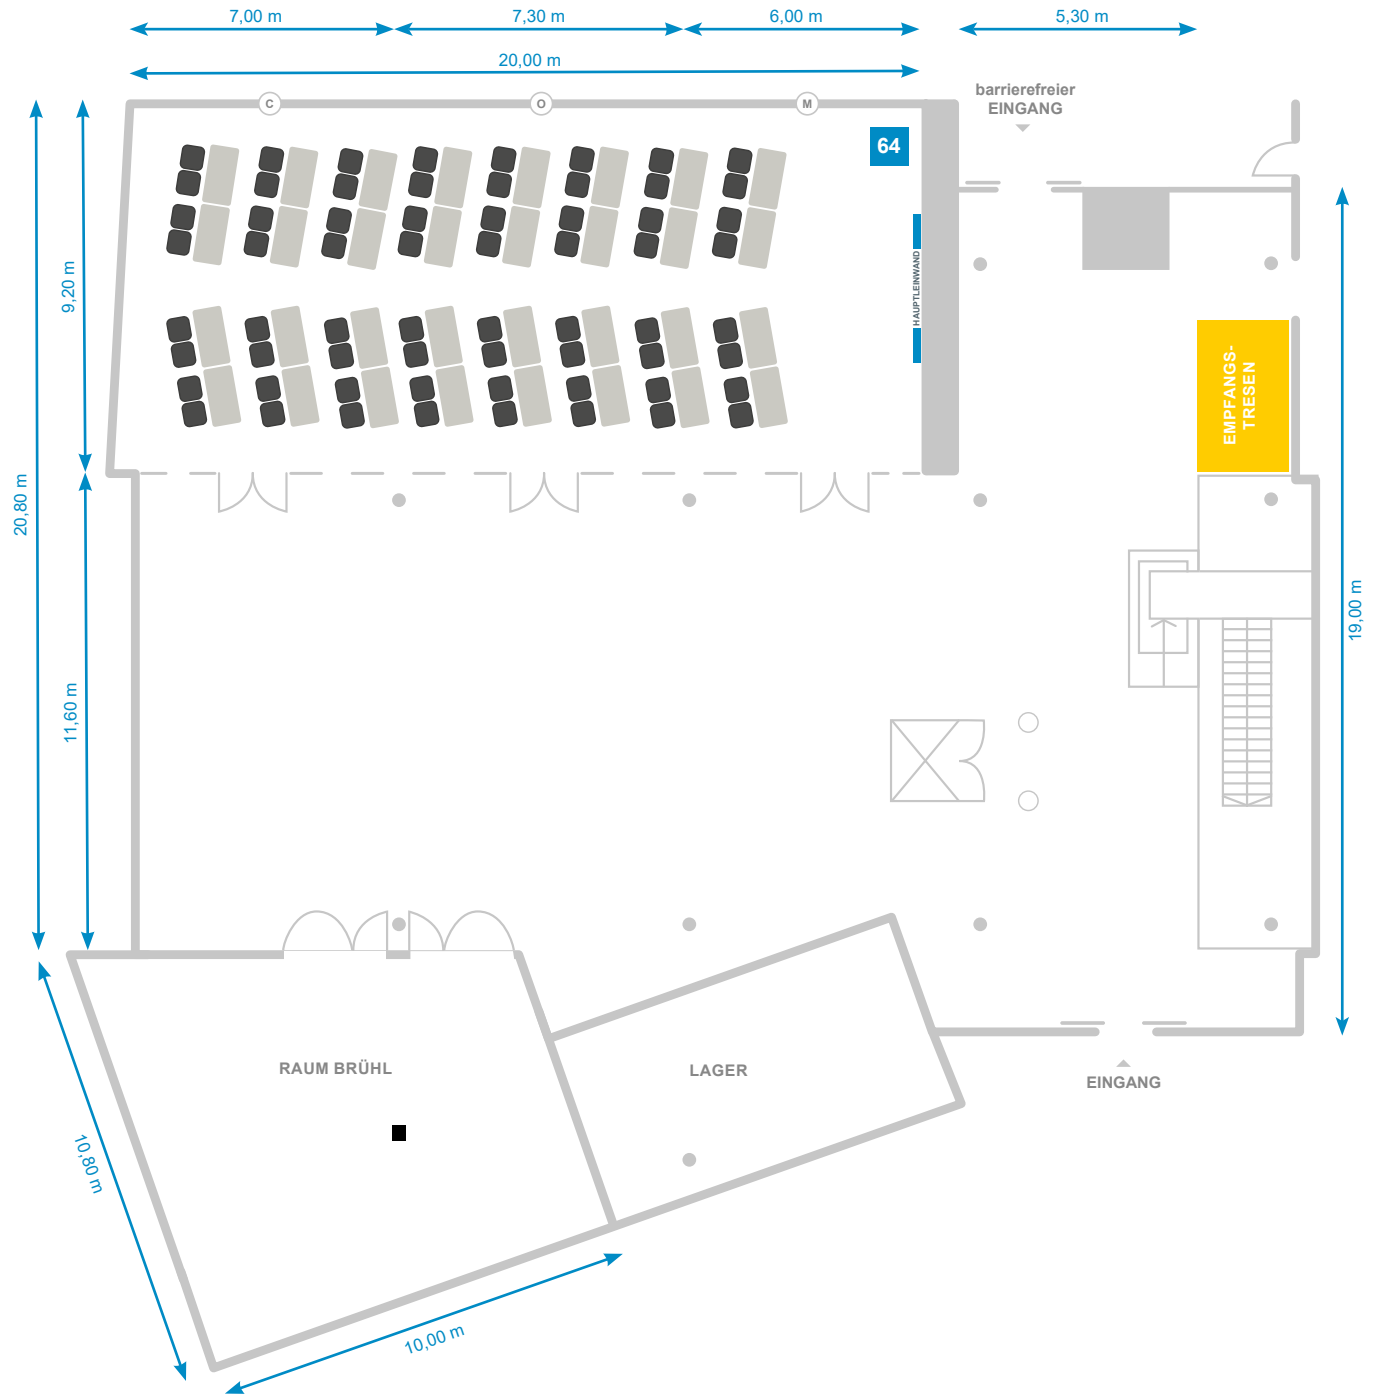 7,00 m
7,30 m
6,00 m
5,30 m
20,00 m
barrierefreier
EINGANG
C
O
M
64
HAUPTLEINWAND
9,20 m
20,80 m
11,60 m
EMPFANGS-
TRESEN
19,00 m
RAUM BRÜHL
LAGER
EINGANG
10,80 m
10,00 m